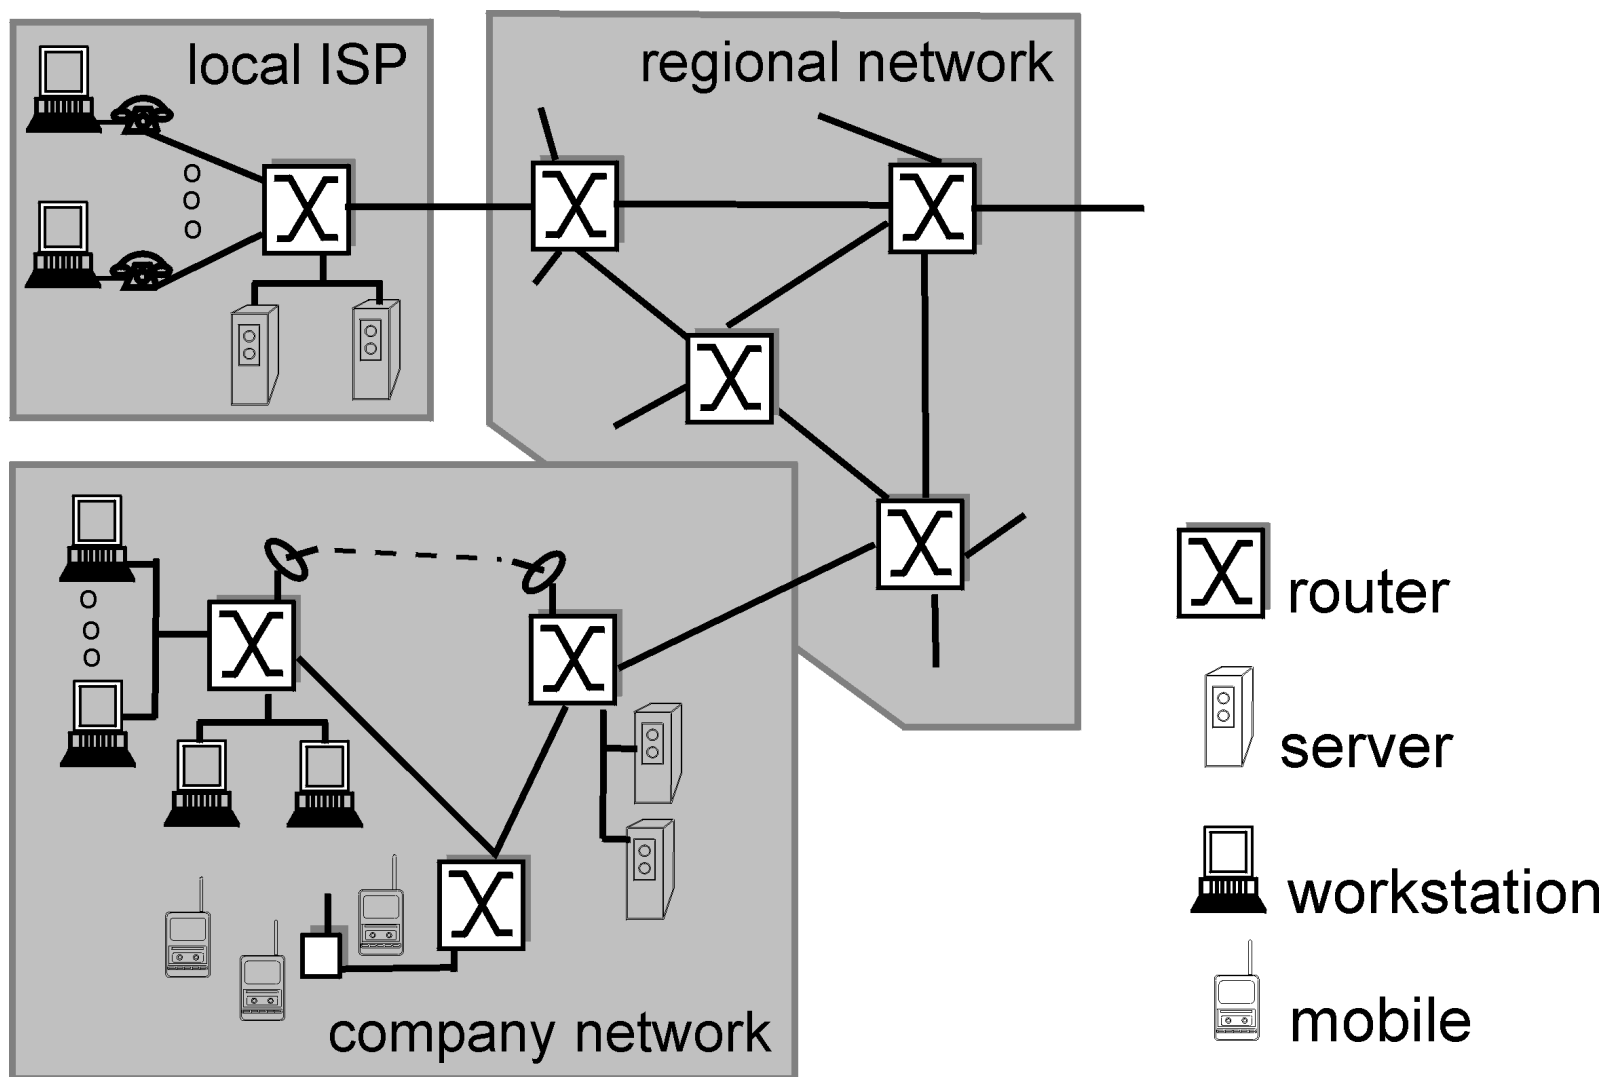 local ISP
regional network
router
server
workstation
mobile
company network